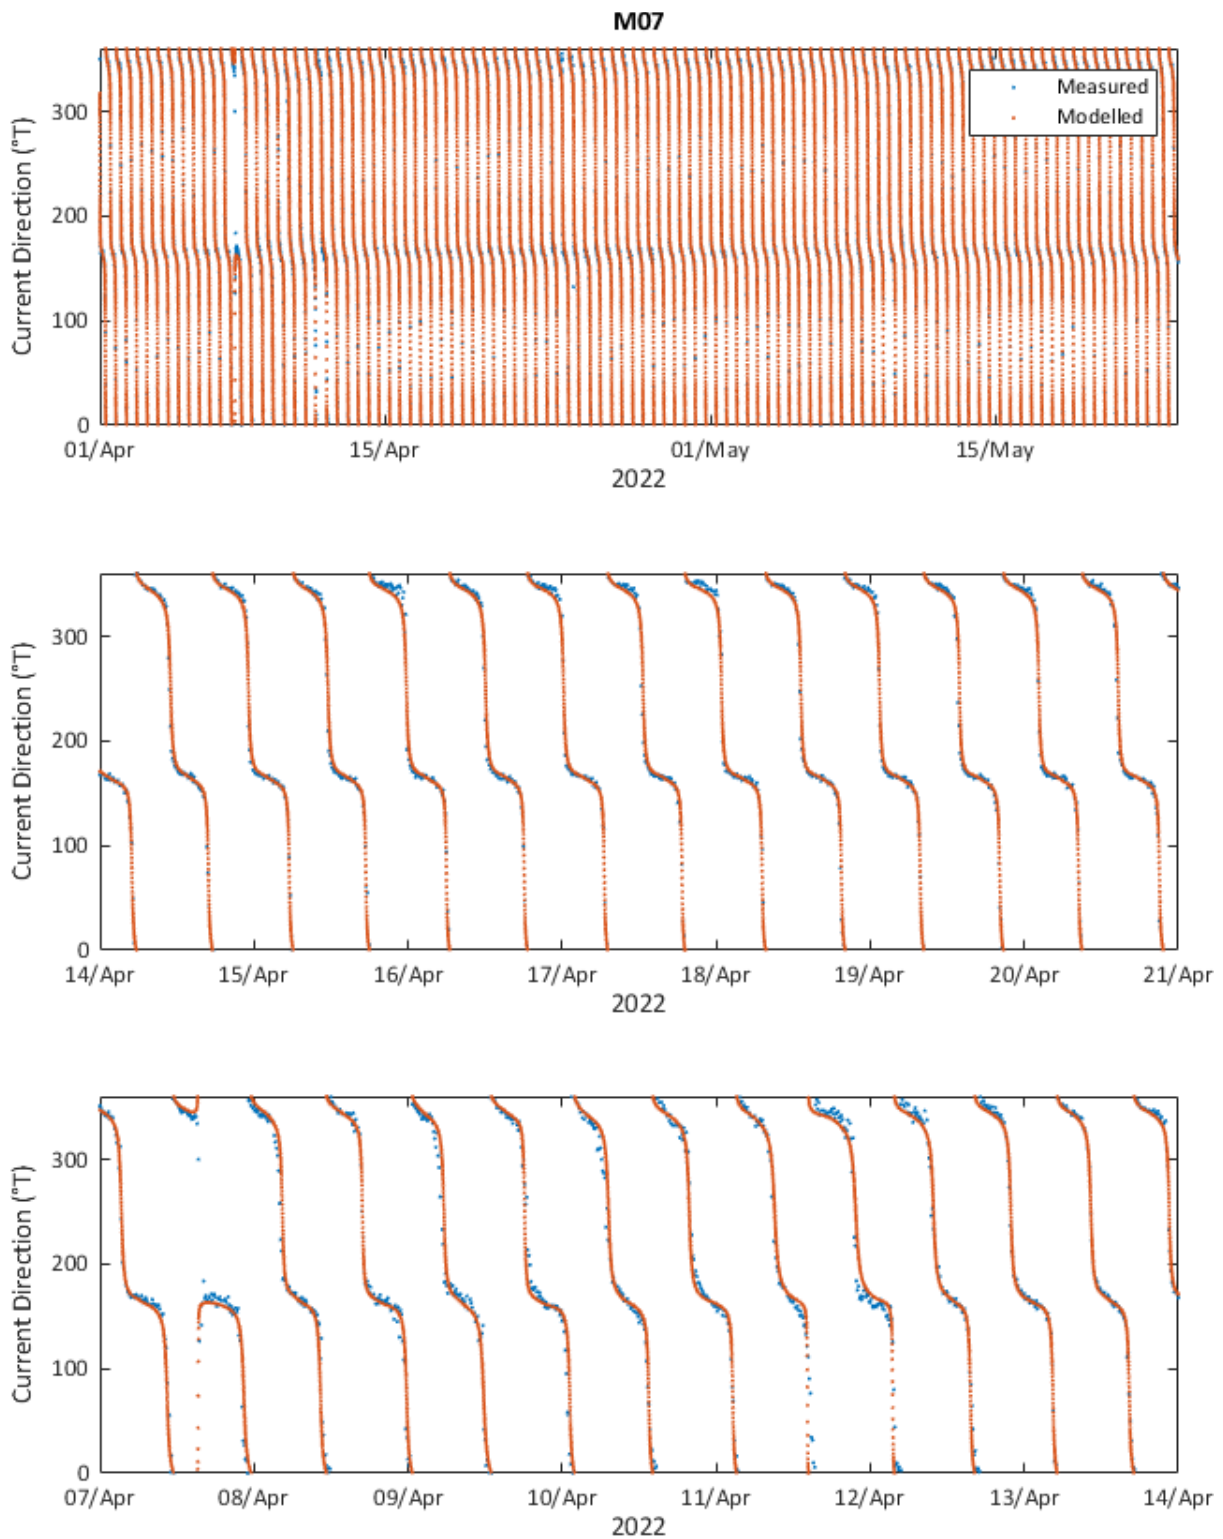 M07
Current Direction (°T)
300
200
100
0
Measured
Modelled
01/Apr 15/Apr 01/May 15/May
2022
Current Direction (°T)
300
200
100
0
14/Apr 15/Apr 16/Apr 17/Apr 18/Apr 19/Apr 20/Apr 21/Apr
2022
Current Direction (°T)
300
200
100
0
07/Apr 08/Apr 09/Apr 10/Apr 11/Apr 12/Apr 13/Apr 14/Apr
2022